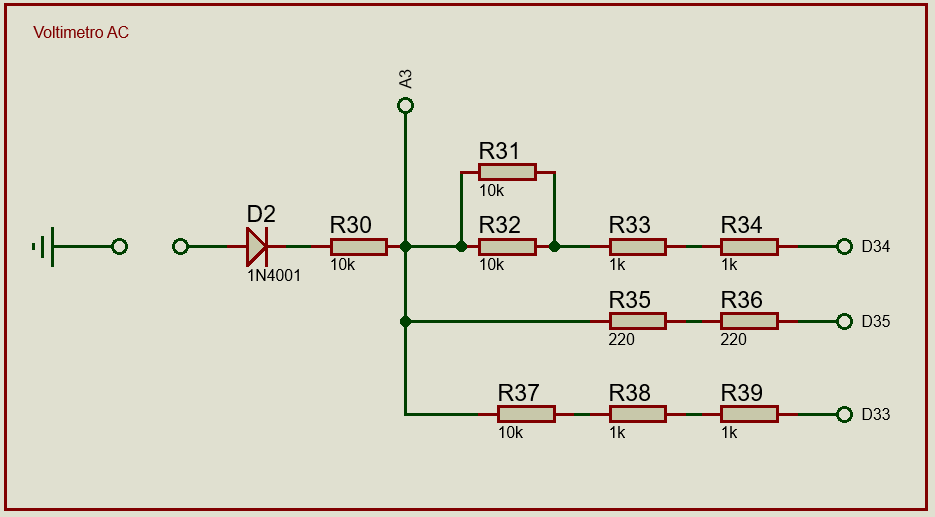 Voltimetro AC
A3
R31
10k
D2
1N4001
R30
10k
R32
10k
R33
1k
R34
1k
D34
R35
220
R36
220
D35
R37
10k
R38
1k
R39
1k
D33